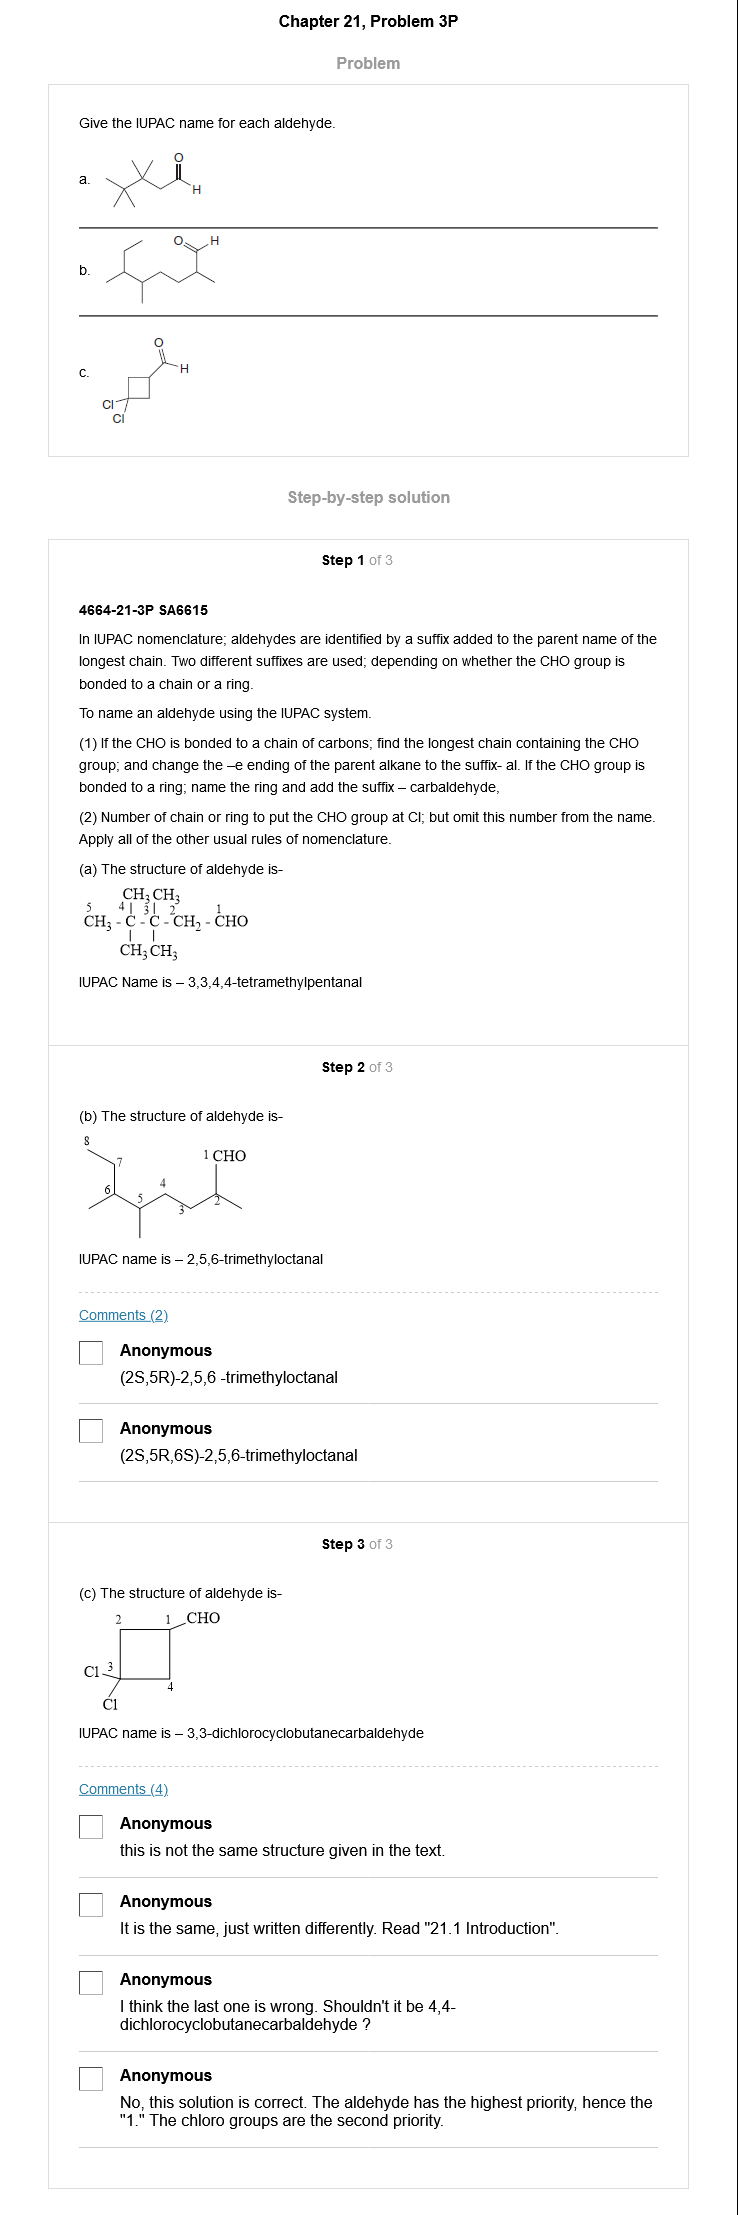 Chapter 21, Problem 3P
Problem
Give the IUPAC name for each aldehyde.
a.
O
H
b.
O
H
c.
O
H
Cl
Cl
Step-by-step solution
Step 1 of 3
4664-21-3P SA6615
In IUPAC nomenclature; aldehydes are identified by a suffix added to the parent name of the
longest chain. Two different suffixes are used; depending on whether the CHO group is
bonded to a chain or a ring.
To name an aldehyde using the IUPAC system.
(1) If the CHO is bonded to a chain of carbons; find the longest chain containing the CHO
group; and change the –e ending of the parent alkane to the suffix- al. If the CHO group is
bonded to a ring; name the ring and add the suffix – carbaldehyde,
(2) Number of chain or ring to put the CHO group at Cl; but omit this number from the name.
Apply all of the other usual rules of nomenclature.
(a) The structure of aldehyde is-
CH3 CH3
5 4 3 2 1
CH3 - C - C - CH2 - CHO
CH3 CH3
IUPAC Name is – 3,3,4,4-tetramethylpentanal
Step 2 of 3
(b) The structure of aldehyde is-
8
7
1 CHO
6
5
4
3
2
IUPAC name is – 2,5,6-trimethyloctanal
Comments (2)
Anonymous
(2S,5R)-2,5,6 -trimethyloctanal
Anonymous
(2S,5R,6S)-2,5,6-trimethyloctanal
Step 3 of 3
(c) The structure of aldehyde is-
2 1 CHO
Cl 3
4
Cl
IUPAC name is – 3,3-dichlorocyclobutanecarbaldehyde
Comments (4)
Anonymous
this is not the same structure given in the text.
Anonymous
It is the same, just written differently. Read "21.1 Introduction".
Anonymous
I think the last one is wrong. Shouldn't it be 4,4-
dichlorocyclobutanecarbaldehyde ?
Anonymous
No, this solution is correct. The aldehyde has the highest priority, hence the
"1." The chloro groups are the second priority.